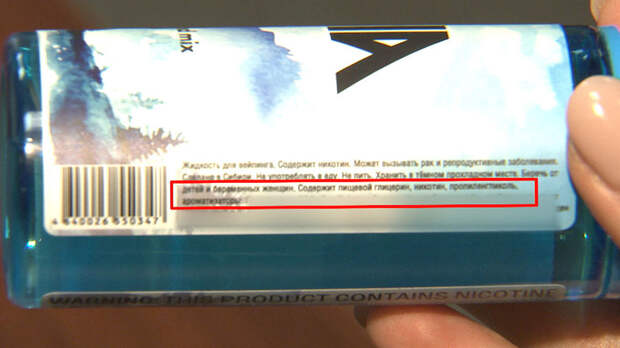 dmix
Жидкость для вейпинга. Содержит никотин. Может вызывать рак и репродуктивные заболевания.
Сделано в Сибири. Не употреблять в еду. Не пить. Хранить в тёмном прохладном месте. Беречь от
детей и беременных женщин. Содержит пищевой глицерин, никотин, пропиленгликоль,
ароматизаторы
4 640026 550347
WARNING: THIS PRODUCT CONTAINS NICOTINE